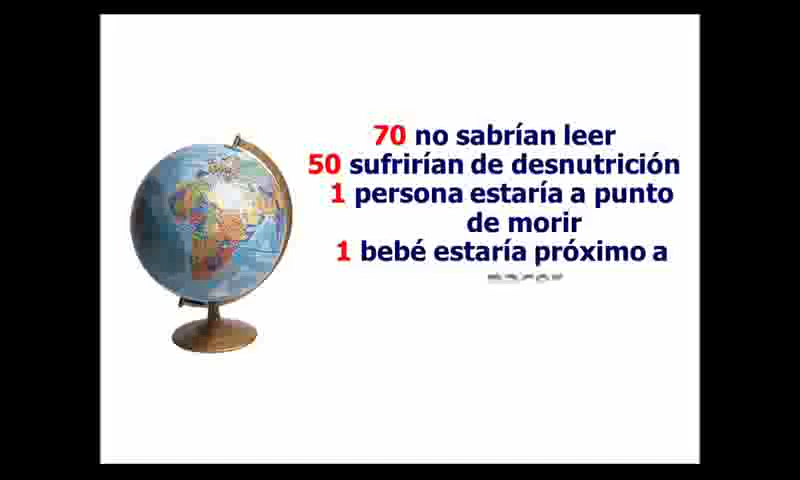 70 no sabrían leer
50 sufrirían de desnutrición
1 persona estaría a punto
de morir
1 bebé estaría próximo a